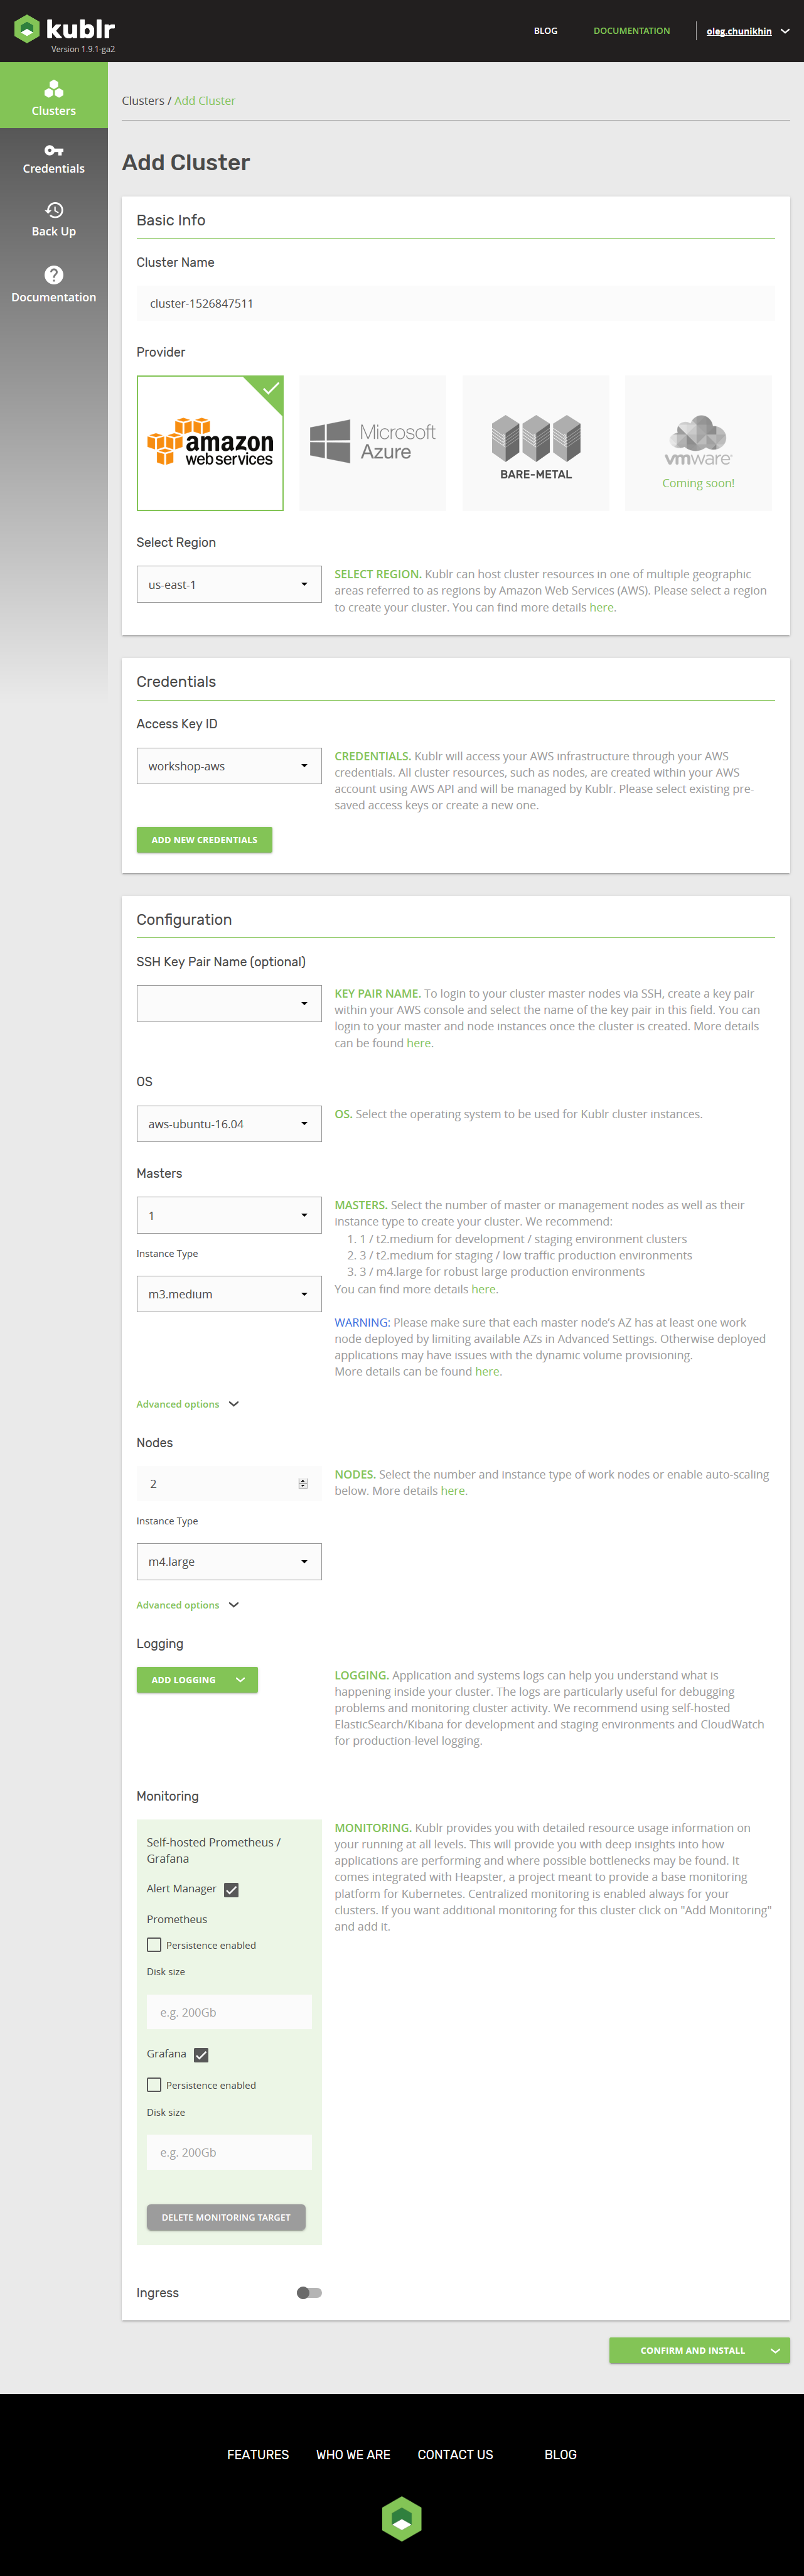 kublr
Version 1.9.1-ga2
BLOG
DOCUMENTATION
oleg.chunikhin
Clusters
Credentials
Back Up
Documentation
Clusters / Add Cluster
Add Cluster
Basic Info
Cluster Name
cluster-1526847511
Provider
amazon
web services
Microsoft
Azure
BARE-METAL
vmware
Coming soon!
Select Region
us-east-1
SELECT REGION. Kublr can host cluster resources in one of multiple geographic
areas referred to as regions by Amazon Web Services (AWS). Please select a region
to create your cluster. You can find more details here.
Credentials
Access Key ID
workshop-aws
CREDENTIALS. Kublr will access your AWS infrastructure through your AWS
credentials. All cluster resources, such as nodes, are created within your AWS
account using AWS API and will be managed by Kublr. Please select existing pre-
saved access keys or create a new one.
ADD NEW CREDENTIALS
Configuration
SSH Key Pair Name (optional)
KEY PAIR NAME. To login to your cluster master nodes via SSH, create a key pair
within your AWS console and select the name of the key pair in this field. You can
login to your master and node instances once the cluster is created. More details
can be found here.
OS
aws-ubuntu-16.04
OS. Select the operating system to be used for Kublr cluster instances.
Masters
1
MASTERS. Select the number of master or management nodes as well as their
instance type to create your cluster. We recommend:
1. 1 / t2.medium for development / staging environment clusters
2. 3 / t2.medium for staging / low traffic production environments
3. 3 / m4.large for robust large production environments
You can find more details here.
Instance Type
m3.medium
WARNING: Please make sure that each master node's AZ has at least one work
node deployed by limiting available AZs in Advanced Settings. Otherwise deployed
applications may have issues with the dynamic volume provisioning.
More details can be found here.
Advanced options
Nodes
2
NODES. Select the number and instance type of work nodes or enable auto-scaling
below. More details here.
Instance Type
m4.large
Advanced options
Logging
ADD LOGGING
LOGGING. Application and systems logs can help you understand what is
happening inside your cluster. The logs are particularly useful for debugging
problems and monitoring cluster activity. We recommend using self-hosted
ElasticSearch/Kibana for development and staging environments and CloudWatch
for production-level logging.
Monitoring
Self-hosted Prometheus /
Grafana
Alert Manager
Prometheus
Persistence enabled
Disk size
e.g. 200Gb
Grafana
Persistence enabled
Disk size
e.g. 200Gb
DELETE MONITORING TARGET
MONITORING. Kublr provides you with detailed resource usage information on
your running at all levels. This will provide you with deep insights into how
applications are performing and where possible bottlenecks may be found. It
comes integrated with Heapster, a project meant to provide a base monitoring
platform for Kubernetes. Centralized monitoring is enabled always for your
clusters. If you want additional monitoring for this cluster click on "Add Monitoring"
and add it.
Ingress
CONFIRM AND INSTALL
FEATURES
WHO WE ARE
CONTACT US
BLOG